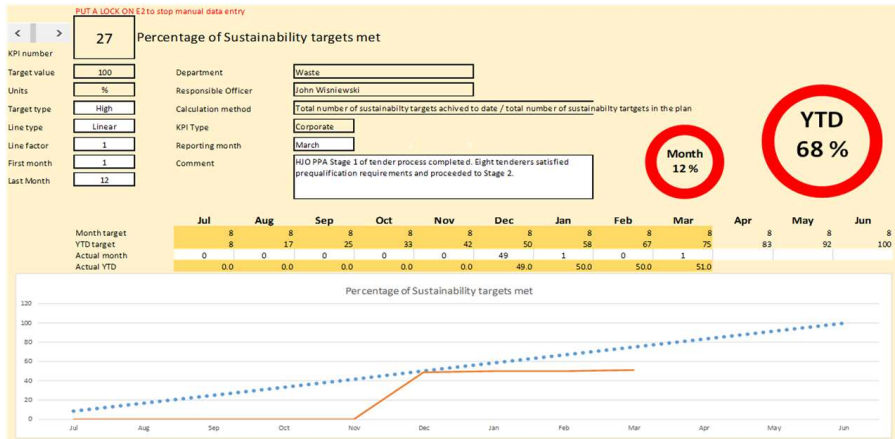 PUT A LOCK ON E2 to stop manual data entry
27 Percentage of Sustainability targets met
KPI number
Target value 100 Department Waste
Units % Responsible Officer John Wisniewski
Target type High Calculation method Total number of sustainabilty targets achived to date / total number of sustainabilty tartgets in the plan
Line type Linear KPI Type Corporate
Line factor 1 Reporting month March
First month 1 Comment HJO PPA Stage 1 of tender process completed. Eight tenderers satisfied
prequalification requirements and proceeded to Stage 2.
Last Month 12
Month
12 %
YTD
68 %
Jul Aug Sep Oct Nov Dec Jan Feb Mar Apr May Jun
Month target 8 8 8 8 8 8 8 8 8 8 8 8
YTD target 8 17 25 33 42 50 58 67 75 83 92 100
Actual month 0 0 0 0 0 49 1 0 1
Actual YTD 0.0 0.0 0.0 0.0 0.0 49.0 50.0 50.0 51.0
Percentage of Sustainability targets met
120
100
80
60
40
20
0
Jul Aug Sep Oct Nov Dec Jan Feb Mar Apr May Jun